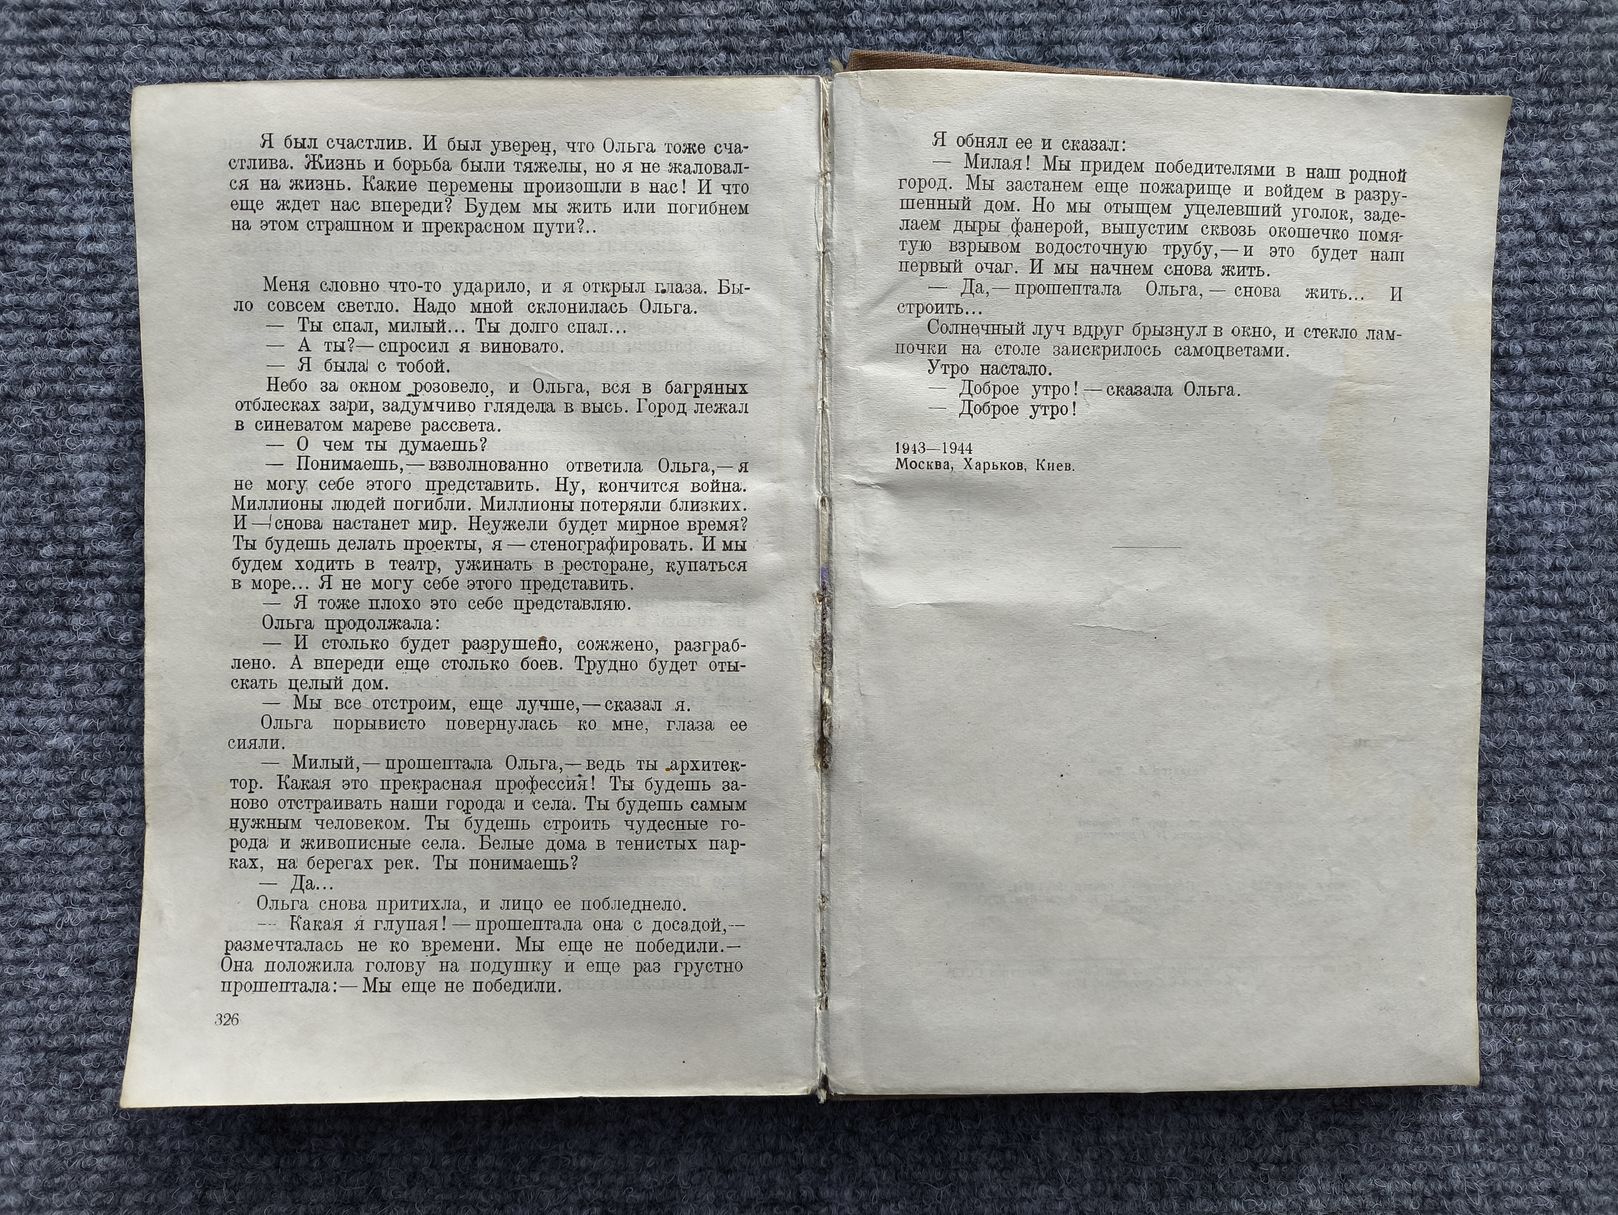 Я был счастлив. И был уверен, что Ольга тоже сча-
стлива. Жизнь и борьба были тяжелы, но я не жаловал-
ся на жизнь. Какие перемены произошли в нас! И что
еще ждет нас впереди? Будем мы жить или погибнем
на этом страшном и прекрасном пути?..
Меня словно что-то ударило, и я открыл глаза. Бы-
ло совсем светло. Надо мной склонилась Ольга.
— Ты спал, милый... Ты долго спал...
— А ты?— спросил я виновато.
— Я была с тобой.
Небо за окном розовело, и Ольга, вся в багряных
отблесках зари, задумчиво глядела в высь. Город лежал
в синеватом мареве рассвета.
— О чем ты думаешь?
— Понимаешь,— взволнованно ответила Ольга,— я
не могу себе этого представить. Ну, кончится война.
Миллионы людей погибли. Миллионы потеряли близких.
И — снова настанет мир. Неужели будет мирное время?
Ты будешь делать проекты, я — стенографировать. И мы
будем ходить в театр, ужинать в ресторане, купаться
в море... Я не могу себе этого представить.
— Я тоже плохо это себе представляю.
Ольга продолжала:
— И столько будет разрушено, сожжено, разграб-
лено. А впереди еще столько боев. Трудно будет оты-
скать целый дом.
— Мы все отстроим, еще лучше,— сказал я.
Ольга порывисто повернулась ко мне, глаза ее
сияли.
— Милый,— прошептала Ольга,— ведь ты архитек-
тор. Какая это прекрасная профессия! Ты будешь за-
ново отстраивать наши города и села. Ты будешь самым
нужным человеком. Ты будешь строить чудесные го-
рода и живописные села. Белые дома в тенистых пар-
ках, на берегах рек. Ты понимаешь?
— Да...
Ольга снова притихла, и лицо ее побледнело.
— Какая я глупая! — прошептала она с досадой,—
размечталась не ко времени. Мы еще не победили.—
Она положила голову на подушку и еще раз грустно
прошептала:— Мы еще не победили.
326
Я обнял ее и сказал:
— Милая! Мы придем победителями в наш родной
город. Мы застанем еще пожарище и войдем в разру-
шенный дом. Но мы отыщем уцелевший уголок, заде-
лаем дыры фанерой, выпустим сквозь окошечко помя-
тую взрывом водосточную трубу,— и это будет наш
первый очаг. И мы начнем снова жить.
— Да,— прошептала Ольга,— снова жить... И
строить...
Солнечный луч вдруг брызнул в окно, и стекло лам-
почки на столе заискрилось самоцветами.
Утро настало.
— Доброе утро! — сказала Ольга.
— Доброе утро!
1943—1944
Москва, Харьков, Киев.